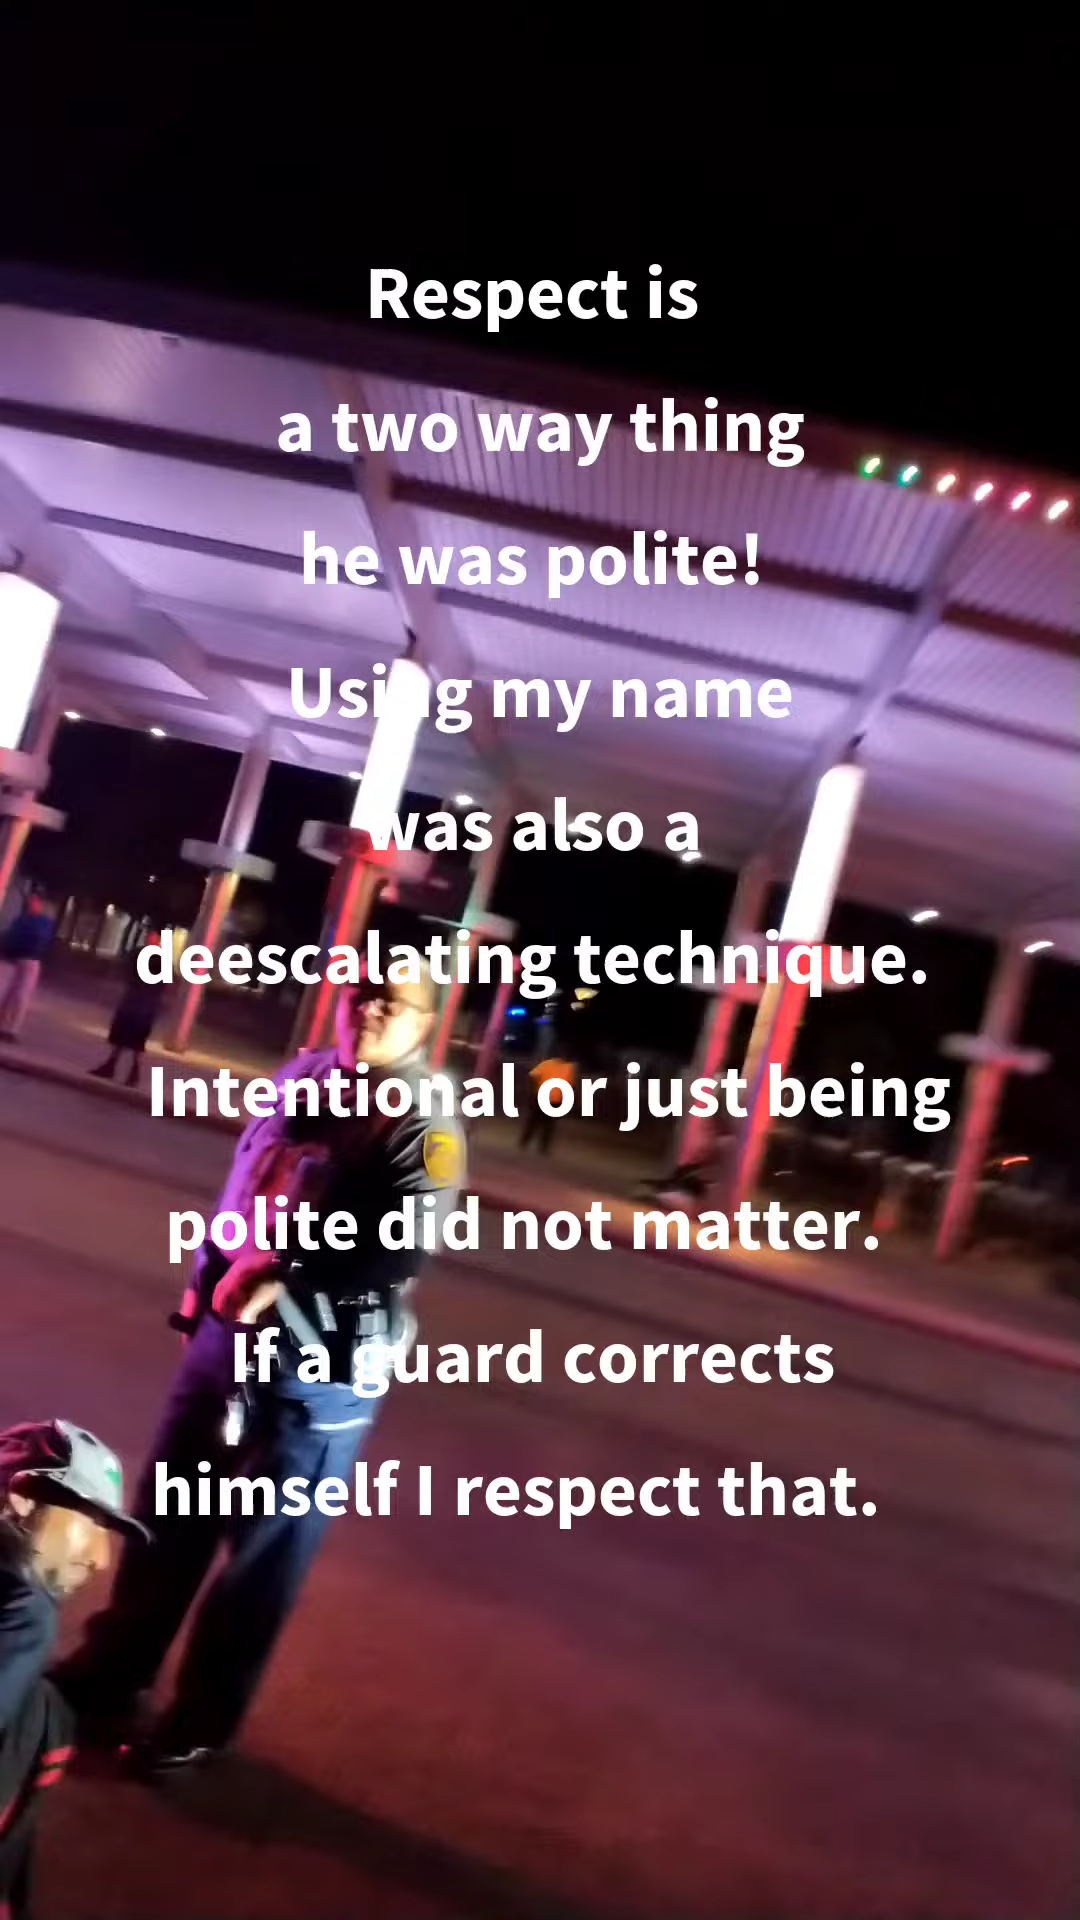 Respect is
a two way thing
he was polite!
Using my name
was also a
deescalating technique.
Intentional or just being
polite did not matter.
If a guard corrects
himself I respect that.